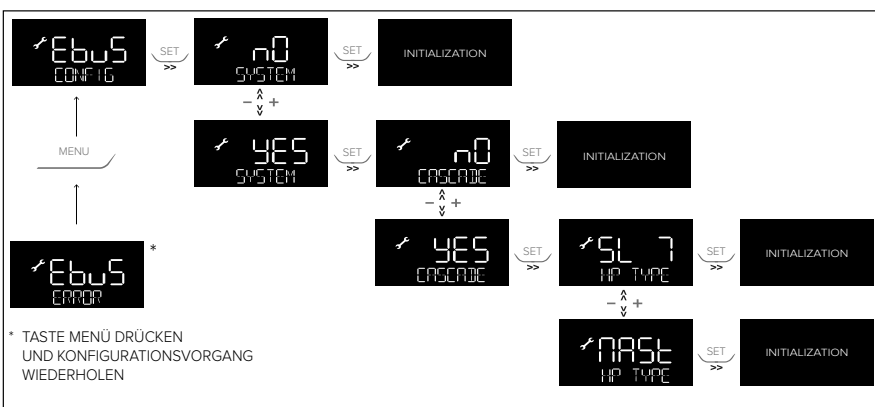 EbuS
CONFIG
SET
>>
nO
SYSTEM
SET
>>
INITIALIZATION
− +
MENU
YES
SYSTEM
SET
>>
nO
CASCADE
SET
>>
INITIALIZATION
− +
EbuS
ERROR
*
YES
CASCADE
SET
>>
SL 7
HP TYPE
SET
>>
INITIALIZATION
− +
* TASTE MENÜ DRÜCKEN
UND KONFIGURATIONSVORGANG
WIEDERHOLEN
MASt
HP TYPE
SET
>>
INITIALIZATION